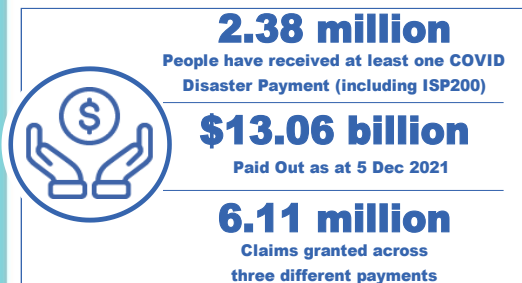 2.38 million
People have received at least one COVID
Disaster Payment (including ISP200)
$
$13.06 billion
Paid Out as at 5 Dec 2021
6.11 million
Claims granted across
three different payments